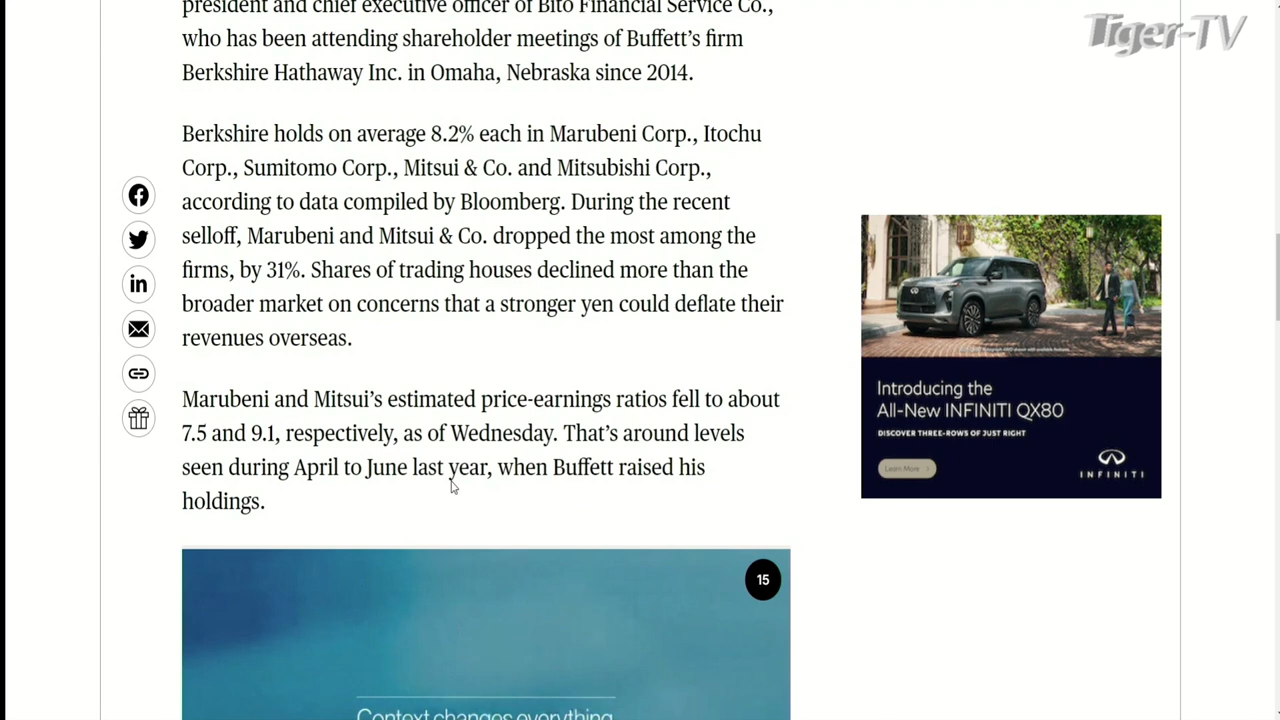 president and chief executive officer of Bito Financial Service Co.,
who has been attending shareholder meetings of Buffett's firm
Berkshire Hathaway Inc. in Omaha, Nebraska since 2014.
Berkshire holds on average 8.2% each in Marubeni Corp., Itochu
Corp., Sumitomo Corp., Mitsui & Co. and Mitsubishi Corp.,
according to data compiled by Bloomberg. During the recent
selloff, Marubeni and Mitsui & Co. dropped the most among the
firms, by 31%. Shares of trading houses declined more than the
broader market on concerns that a stronger yen could deflate their
revenues overseas.
Marubeni and Mitsui's estimated price-earnings ratios fell to about
7.5 and 9.1, respectively, as of Wednesday. That's around levels
seen during April to June last year, when Buffett raised his
holdings.
15
Context changes everything
Tiger-TV
Introducing the
All-New INFINITI QX80
DISCOVER THREE-ROWS OF JUST RIGHT
Learn More
INFINITI
in